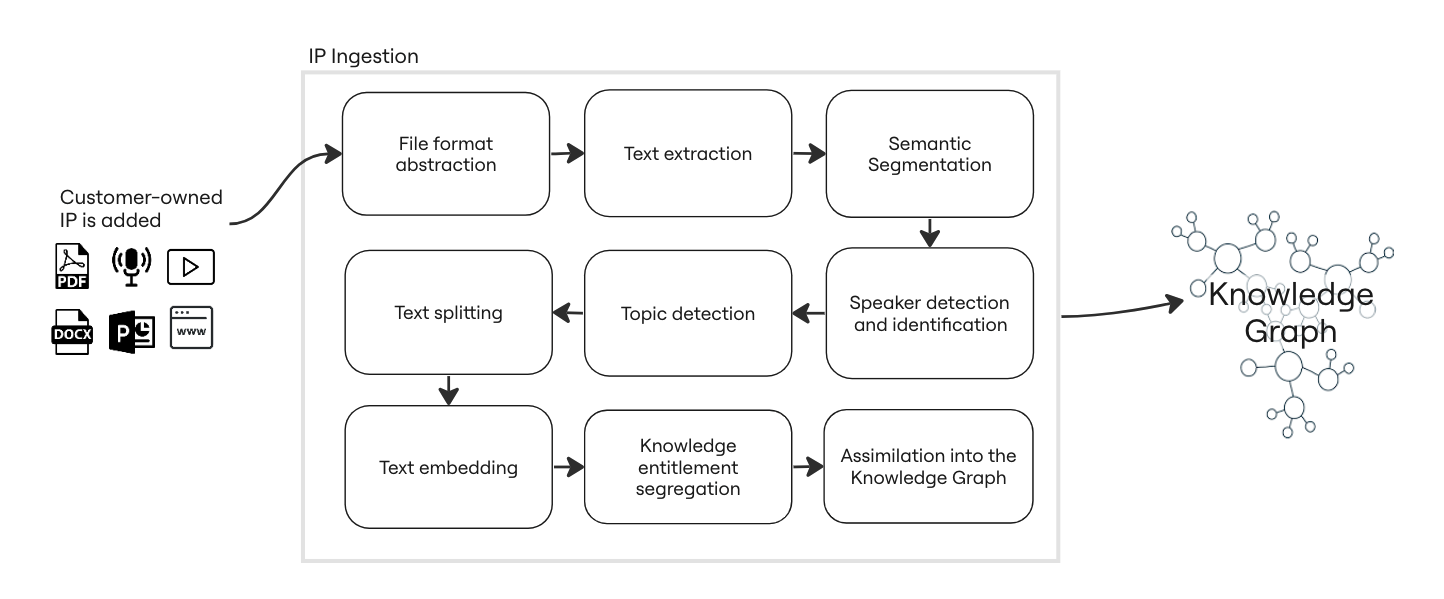 IP Ingestion
File format
abstraction
Text extraction
Semantic
Segmentation
Customer-owned
IP is added
PDF
DOCX
P
www
Speaker detection
and identification
Topic detection
Text splitting
Text embedding
Knowledge
entitlement
segregation
Assimilation into the
Knowledge Graph
Knowledge
Graph